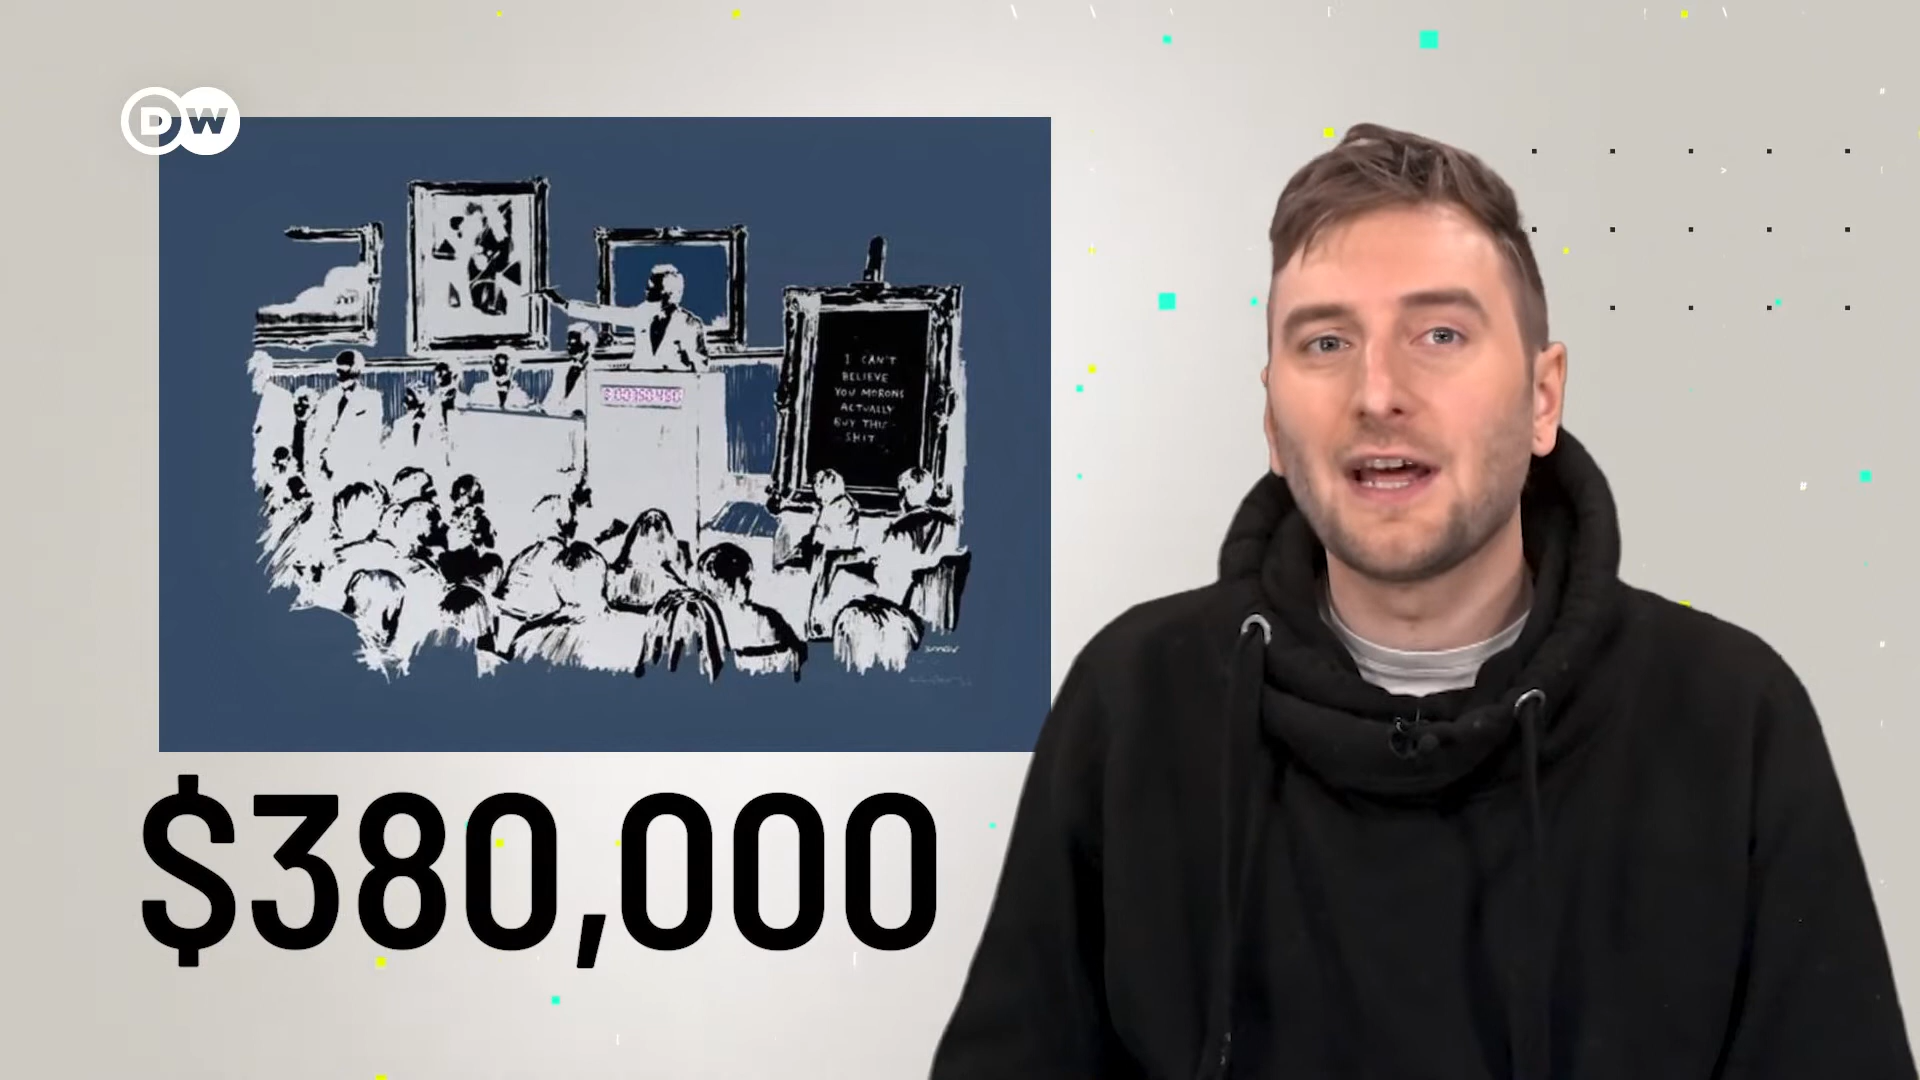 DW
I CAN'T
BELIEVE
YOU MORONS
ACTUALLY
BUY THIS
SHIT
$380,000